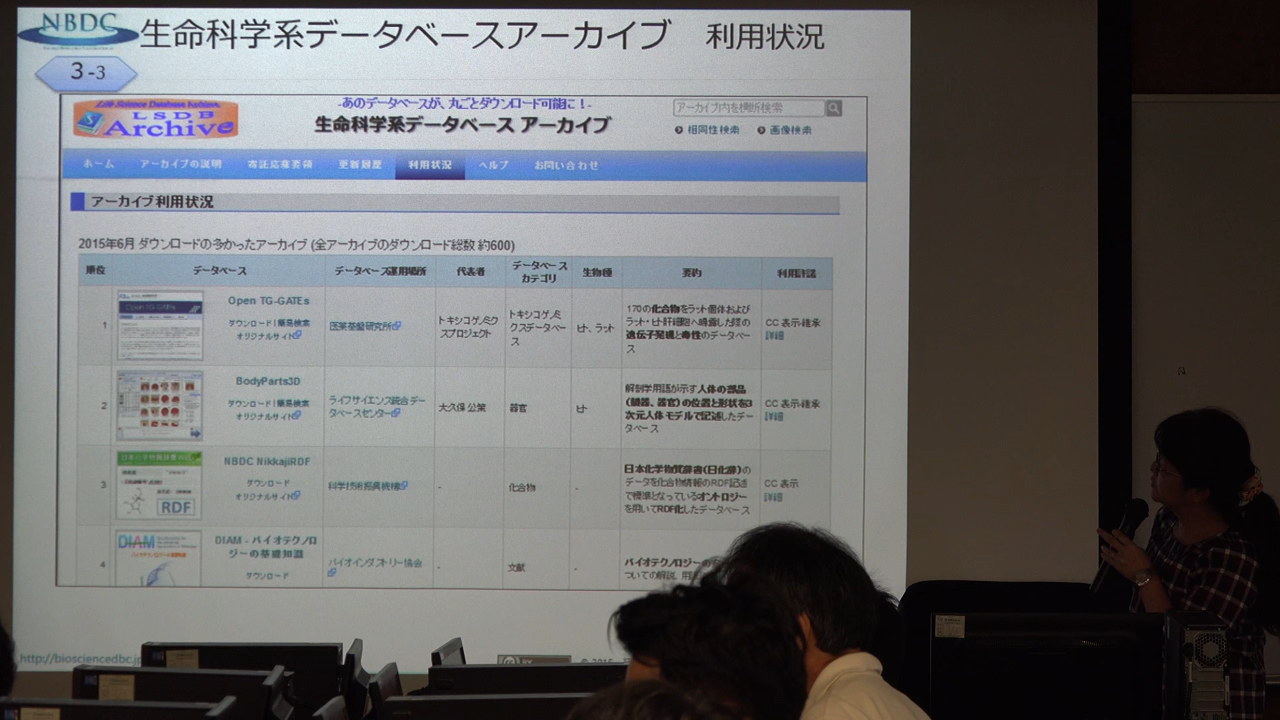 NBDC
生命科学系データベースアーカイブ 利用状況
3-3
Life Science Database Archive
LSDB
Archive
-あのデータベースが、丸ごとダウンロード可能に！-
生命科学系データベース アーカイブ
アーカイブ内を横断検索
相同性検索 画像検索
ホーム アーカイブの説明 寄託応募要領 更新履歴 利用状況 ヘルプ お問い合わせ
アーカイブ利用状況
2015年6月 ダウンロードの多かったアーカイブ (全アーカイブのダウンロード総数 約600)
順位 データベース データベース運用場所 代表者 データベースカテゴリ 生物種 要約 利用許諾
1
Open TG-GATEs
ダウンロード | 簡易検索
オリジナルサイト
医薬基盤研究所
トキシコゲノミク
スプロジェクト
トキシコゲノミ
クスデータベー
ス
ヒト、ラット
170の化合物をラット個体および
ラット・ヒト肝細胞へ曝露した際の
遺伝子発現と毒性のデータベー
ス
CC 表示-継承
詳細
2
BodyParts3D
ダウンロード | 簡易検索
オリジナルサイト
ライフサイエンス統合デー
タベースセンター
大久保 公策
器官
ヒト
解剖学用語が示す人体の部品
(臓器、器官)の位置と形状を3
次元人体モデルで記述したデー
タベース
CC 表示-継承
詳細
3
RDF
NBDC NikkajiRDF
ダウンロード
オリジナルサイト
科学技術振興機構
-
化合物
-
日本化学物質辞書(日化辞)の
データを化合物情報のRDF記述
で標準となっているオントロジー
を用いてRDF化したデータベース
CC 表示
詳細
4
DIAM
DIAM - バイオテクノロ
ジーの基礎知識
ダウンロード
バイオインダストリー協会
-
文献
-
バイオテクノロジーの
ついての解説、用
http://biosciencedbc.jp
cc BY